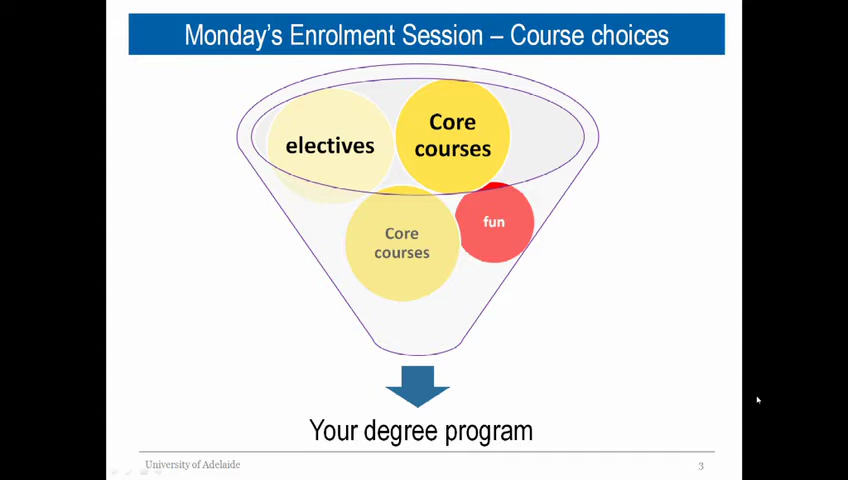 Monday's Enrolment Session – Course choices
electives
Core
courses
fun
Core
courses
Your degree program
University of Adelaide
3